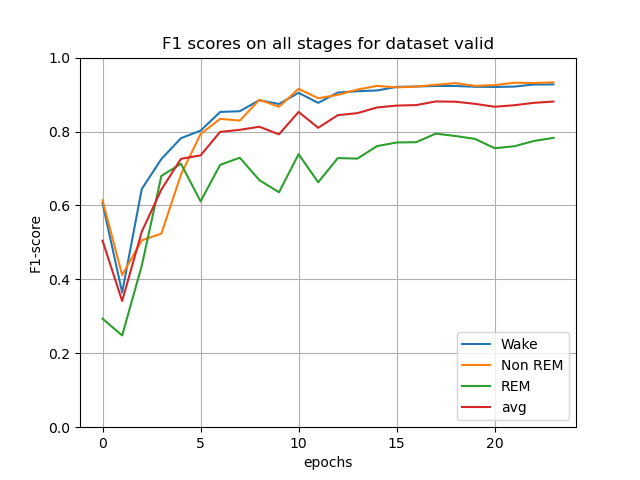 F1 scores on all stages for dataset valid
1.0
0.8
0.6
0.4
0.2
0.0
F1-score
0 5 10 15 20
epochs
Wake
Non REM
REM
avg